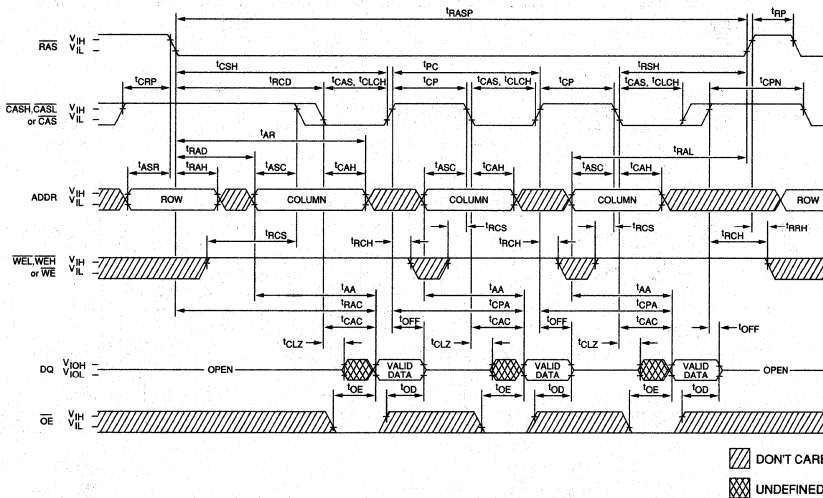 tRASP tRP
RAS VIH VIL
tCSH tPC tRSH
tCRP tRCD tCAS, tCLCH tCP tCAS, tCLCH tCP tCAS, tCLCH tCPN
CASH,CASL or CAS VIH VIL
tAR
tRAD tRAL
tASR tRAH tASC tCAH tASC tCAH tASC tCAH
ADDR VIH VIL ROW COLUMN COLUMN COLUMN ROW
tRCS tRCH tRCS tRCH tRCS tRCH tRRH
WEL,WEH or WE VIH VIL
tAA tAA tAA
tRAC tCPA tCPA
tCAC tOFF tCAC tOFF tCAC tOFF
tCLZ tCLZ tCLZ
DQ VIOH VIOL OPEN VALID DATA VALID DATA VALID DATA OPEN
tOE tOD tOE tOD tOE tOD
OE VIH VIL
DON'T CARE
UNDEFINED